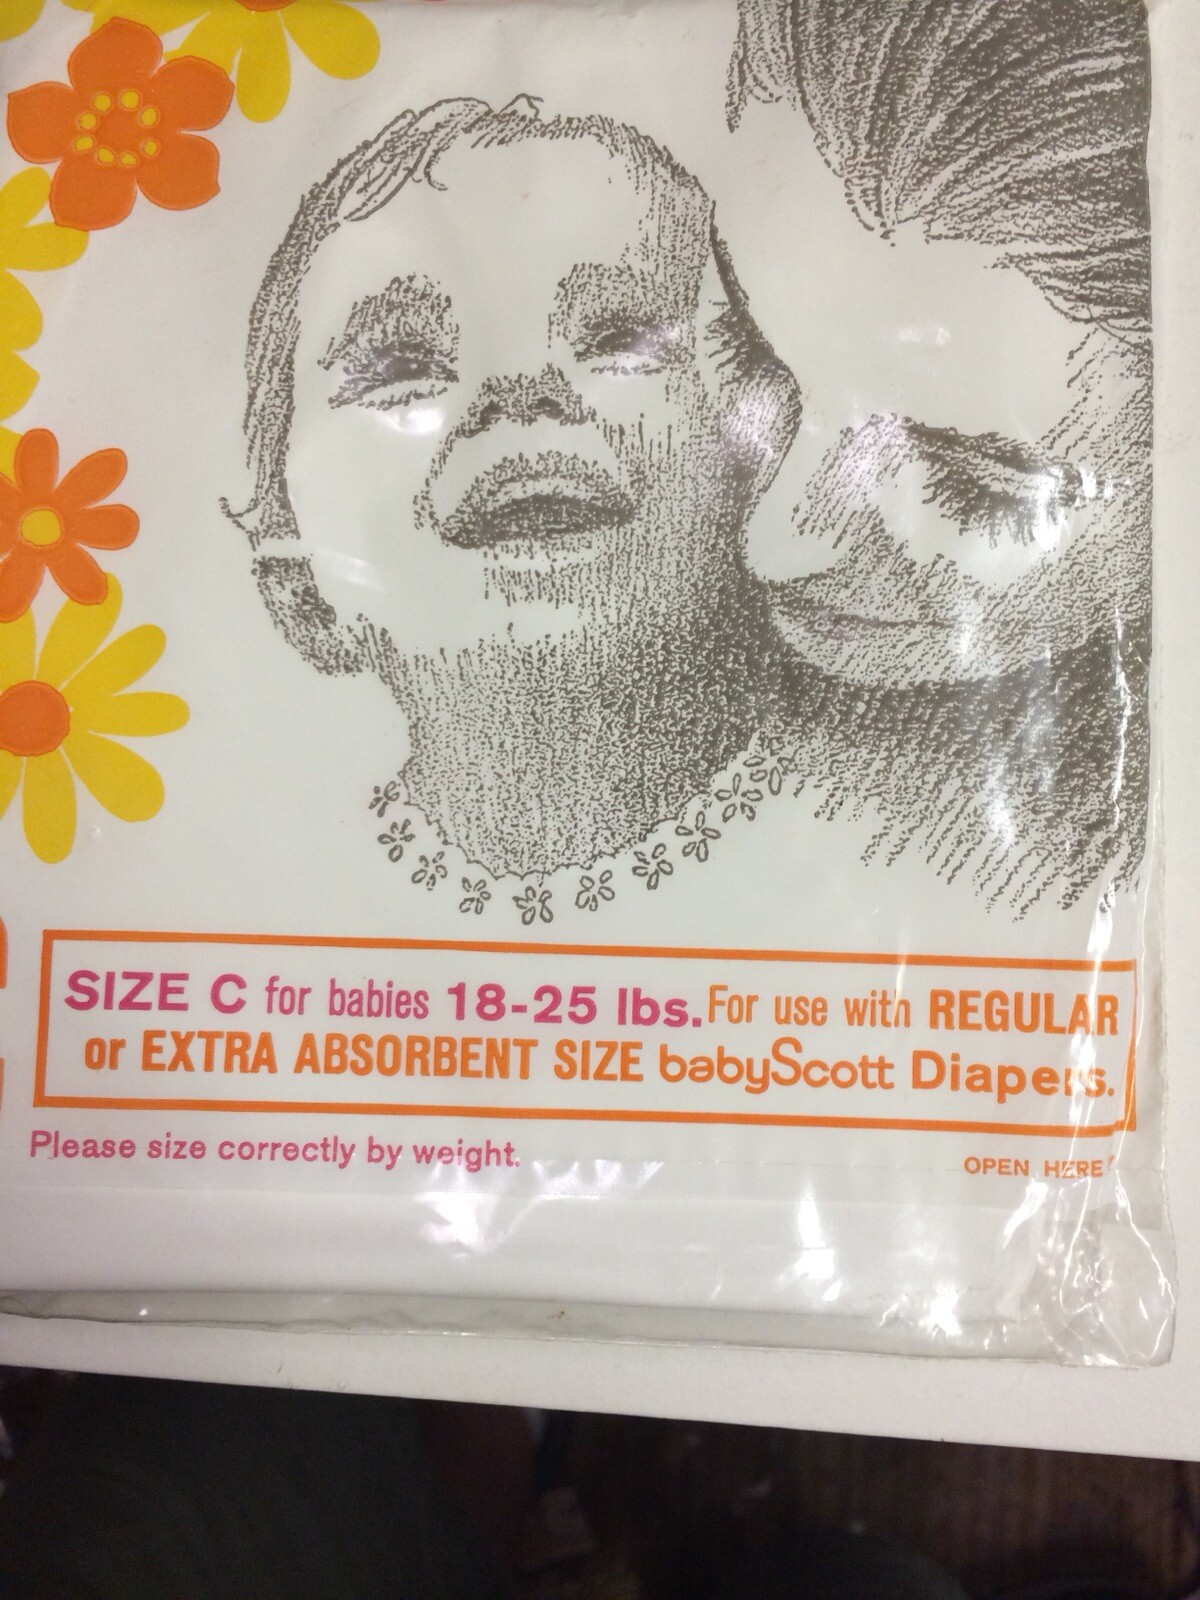 SIZE C for babies 18-25 lbs. For use with REGULAR
or EXTRA ABSORBENT SIZE babyScott Diapers.
Please size correctly by weight.
OPEN HERE